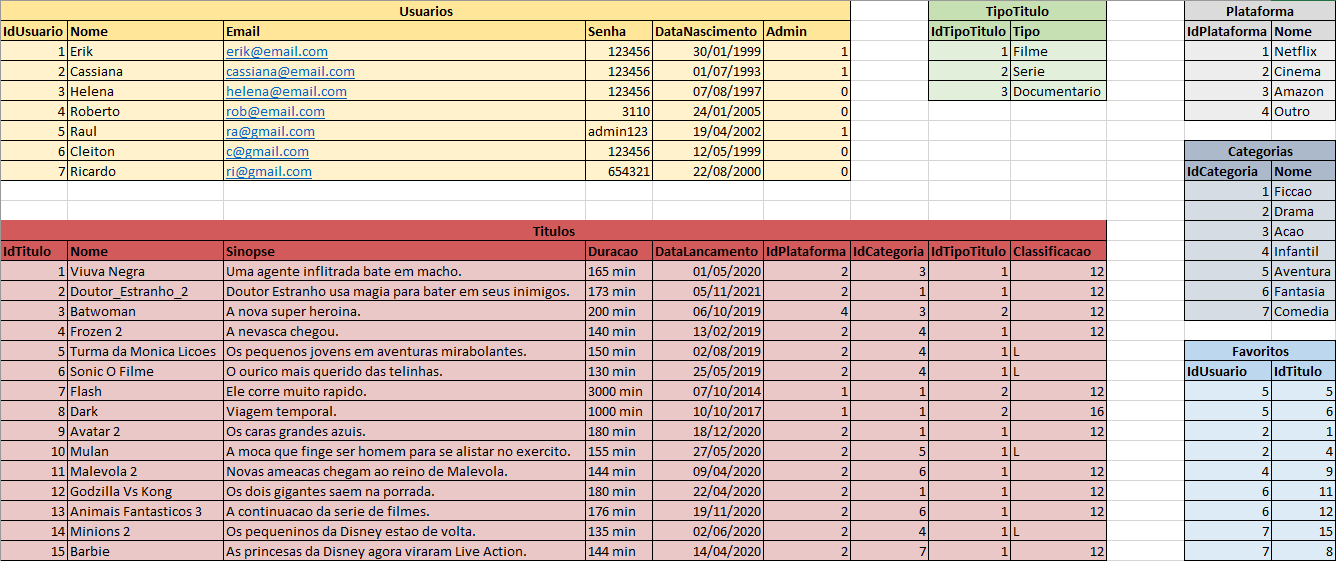 Usuarios
IdUsuario Nome Email Senha DataNascimento Admin
1 Erik erik@email.com 123456 30/01/1999 1
2 Cassiana cassiana@email.com 123456 01/07/1993 1
3 Helena helena@email.com 123456 07/08/1997 0
4 Roberto rob@email.com 3110 24/01/2005 0
5 Raul ra@gmail.com admin123 19/04/2002 1
6 Cleiton c@gmail.com 123456 12/05/1999 0
7 Ricardo ri@gmail.com 654321 22/08/2000 0
TipoTitulo
IdTipoTitulo Tipo
1 Filme
2 Serie
3 Documentario
Plataforma
IdPlataforma Nome
1 Netflix
2 Cinema
3 Amazon
4 Outro
Categorias
IdCategoria Nome
1 Ficcao
2 Drama
3 Acao
4 Infantil
5 Aventura
6 Fantasia
7 Comedia
Titulos
IdTitulo Nome Sinopse Duracao DataLancamento IdPlataforma IdCategoria IdTipoTitulo Classificacao
1 Viuva Negra Uma agente inflitrada bate em macho. 165 min 01/05/2020 2 3 1 12
2 Doutor_Estranho_2 Doutor Estranho usa magia para bater em seus inimigos. 173 min 05/11/2021 2 1 1 12
3 Batwoman A nova super heroina. 200 min 06/10/2019 4 3 2 12
4 Frozen 2 A nevasca chegou. 140 min 13/02/2019 2 4 1 12
5 Turma da Monica Licoes Os pequenos jovens em aventuras mirabolantes. 150 min 02/08/2019 2 4 1 L
6 Sonic O Filme O ourico mais querido das telinhas. 130 min 25/05/2019 2 4 1 L
7 Flash Ele corre muito rapido. 3000 min 07/10/2014 1 1 2 12
8 Dark Viagem temporal. 1000 min 10/10/2017 1 1 2 16
9 Avatar 2 Os caras grandes azuis. 180 min 18/12/2020 2 1 1 12
10 Mulan A moca que finge ser homem para se alistar no exercito. 155 min 27/05/2020 2 5 1 L
11 Malevola 2 Novas ameacas chegam ao reino de Malevola. 144 min 09/04/2020 2 6 1 12
12 Godzilla Vs Kong Os dois gigantes saem na porrada. 180 min 22/04/2020 2 1 1 12
13 Animais Fantasticos 3 A continuacao da serie de filmes. 176 min 19/11/2020 2 6 1 12
14 Minions 2 Os pequeninos da Disney estao de volta. 135 min 02/06/2020 2 4 1 L
15 Barbie As princesas da Disney agora viraram Live Action. 144 min 14/04/2020 2 7 1 12
Favoritos
IdUsuario IdTitulo
5 5
5 6
2 1
2 4
4 9
6 11
6 12
7 15
7 8